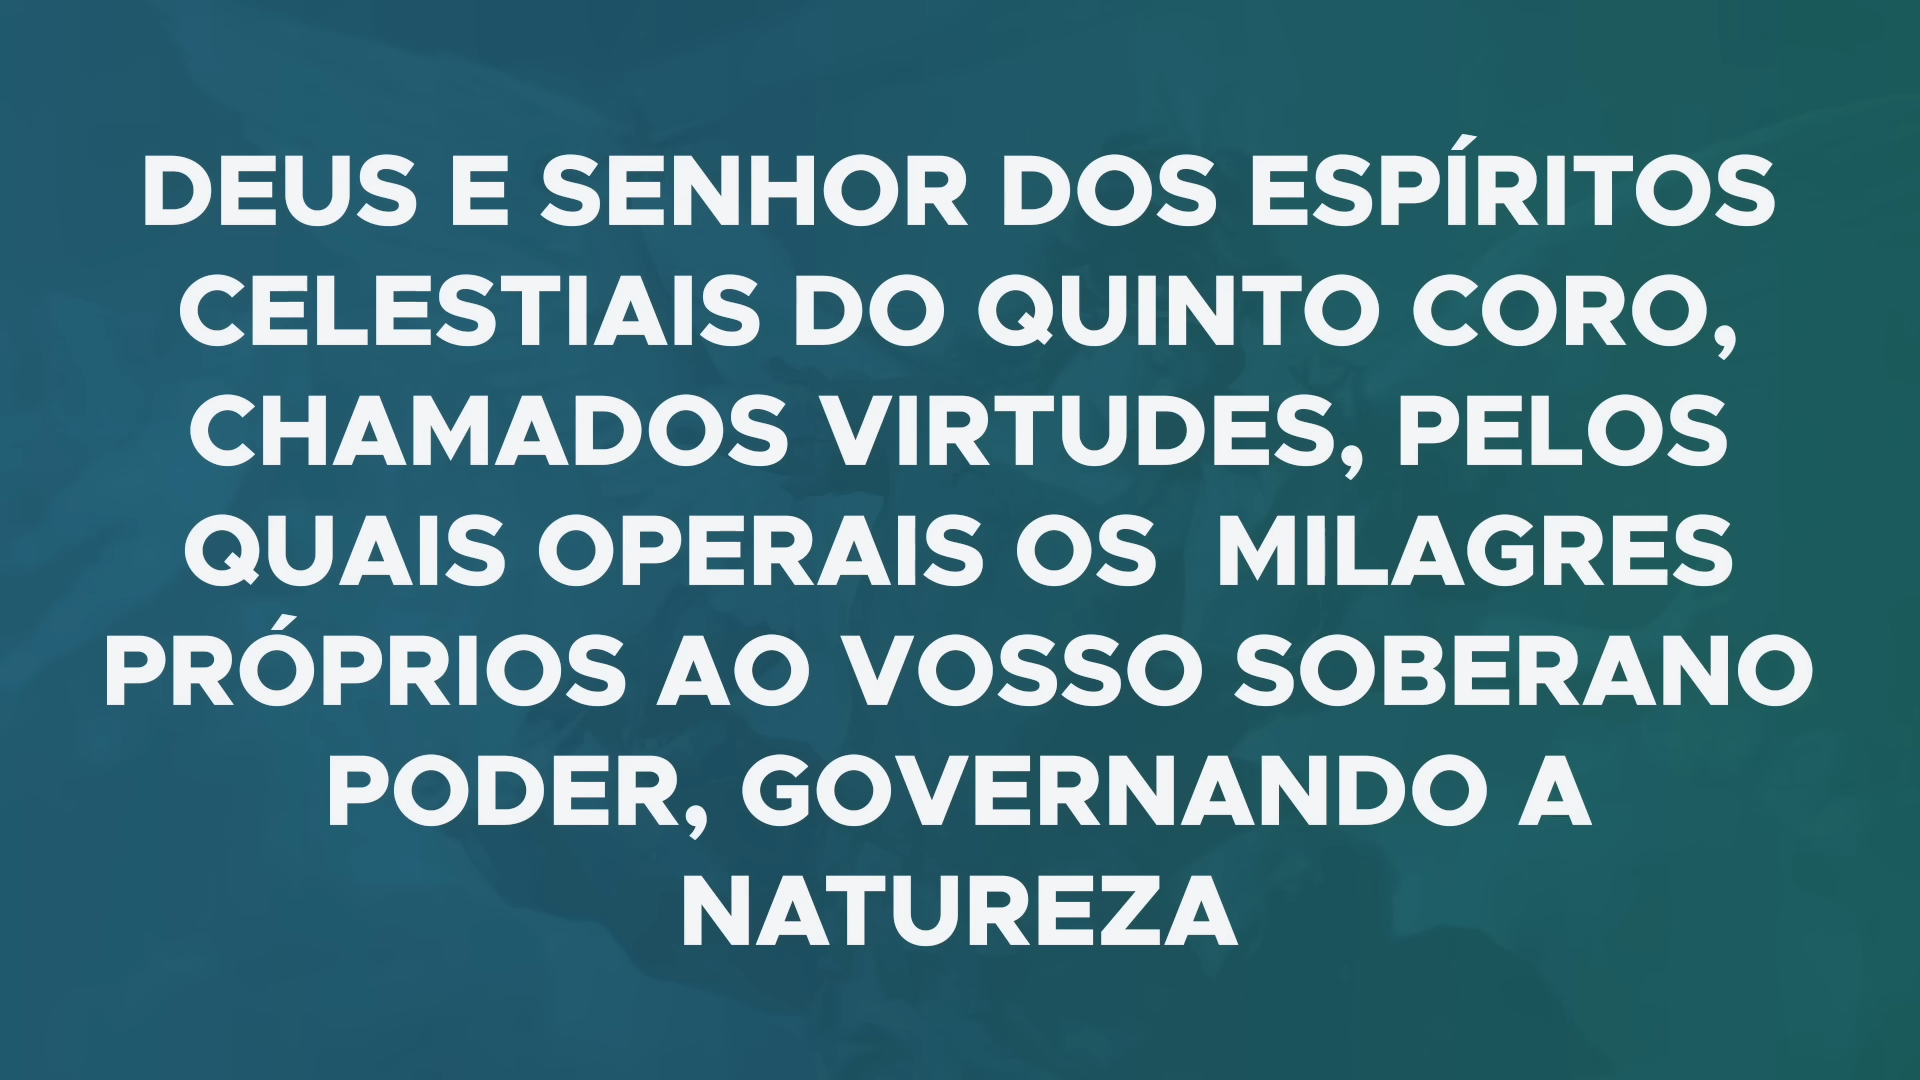 DEUS E SENHOR DOS ESPÍRITOS
CELESTIAIS DO QUINTO CORO,
CHAMADOS VIRTUDES, PELOS
QUAIS OPERAIS OS  MILAGRES
PRÓPRIOS AO VOSSO SOBERANO
PODER, GOVERNANDO A
NATUREZA